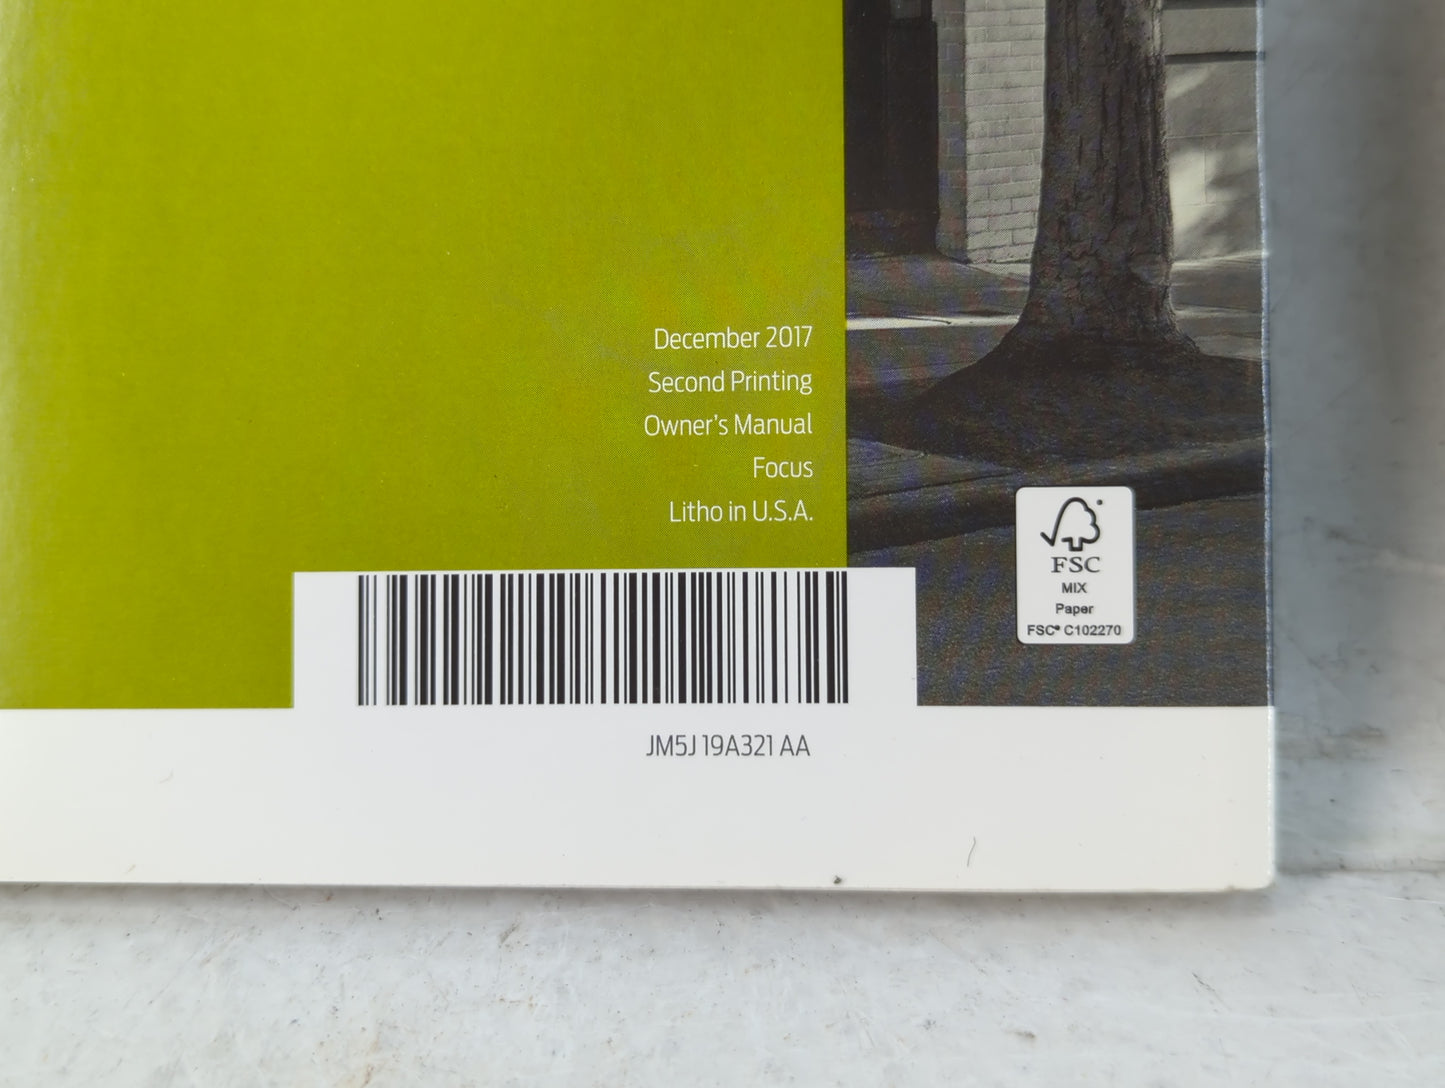 December 2017
Second Printing
Owner's Manual
Focus
Litho in U.S.A.
FSC
MIX
Paper
FSC® C102270
JM5J 19A321 AA